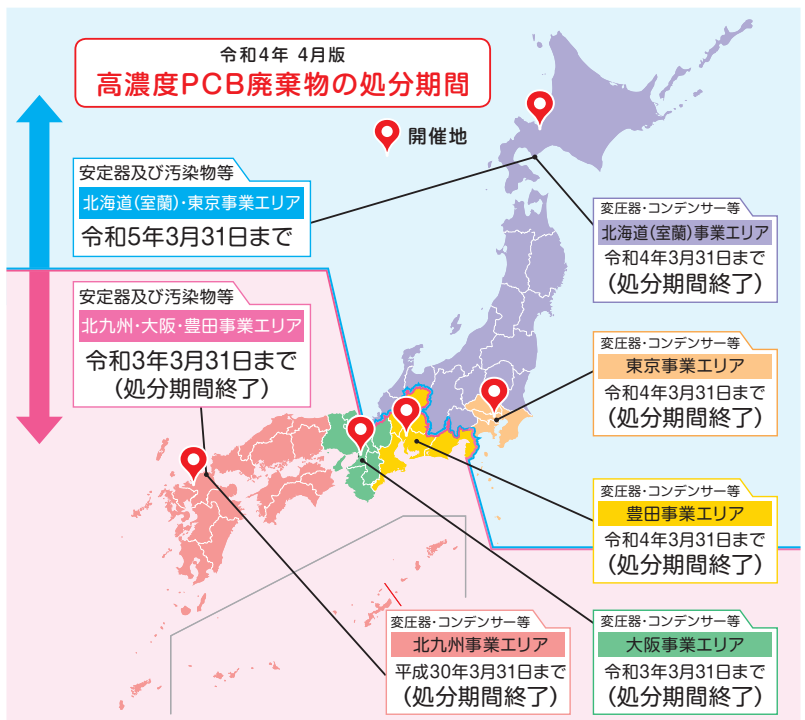 令和4年 4月版
高濃度PCB廃棄物の処分期間
開催地
安定器及び汚染物等
北海道(室蘭)・東京事業エリア
令和5年3月31日まで
安定器及び汚染物等
北九州・大阪・豊田事業エリア
令和3年3月31日まで
(処分期間終了)
変圧器・コンデンサー等
北海道(室蘭)事業エリア
令和4年3月31日まで
(処分期間終了)
変圧器・コンデンサー等
東京事業エリア
令和4年3月31日まで
(処分期間終了)
変圧器・コンデンサー等
豊田事業エリア
令和4年3月31日まで
(処分期間終了)
変圧器・コンデンサー等
北九州事業エリア
平成30年3月31日まで
(処分期間終了)
変圧器・コンデンサー等
大阪事業エリア
令和3年3月31日まで
(処分期間終了)